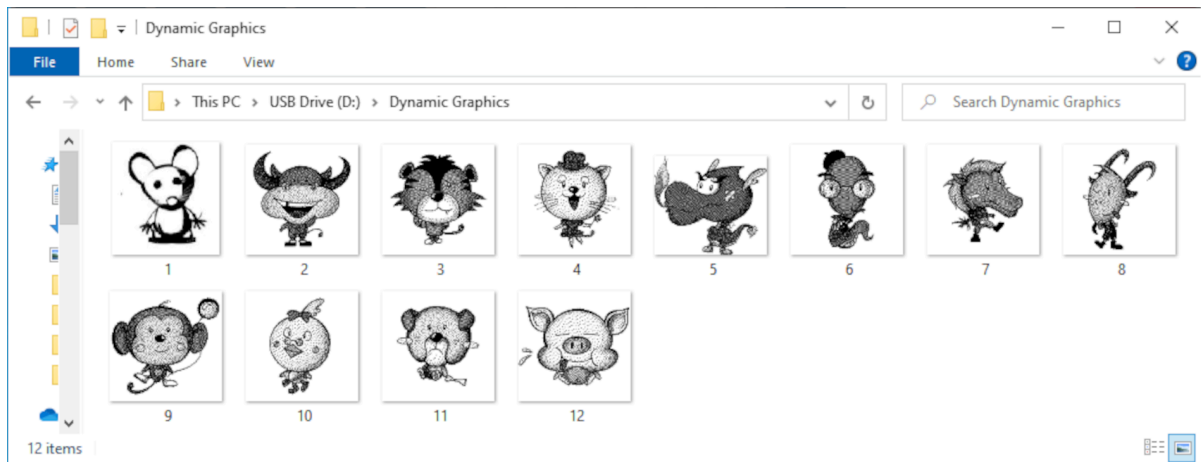 Dynamic Graphics
File Home Share View
This PC > USB Drive (D:) > Dynamic Graphics
Search Dynamic Graphics
1 2 3 4 5 6 7 8
9 10 11 12
12 items